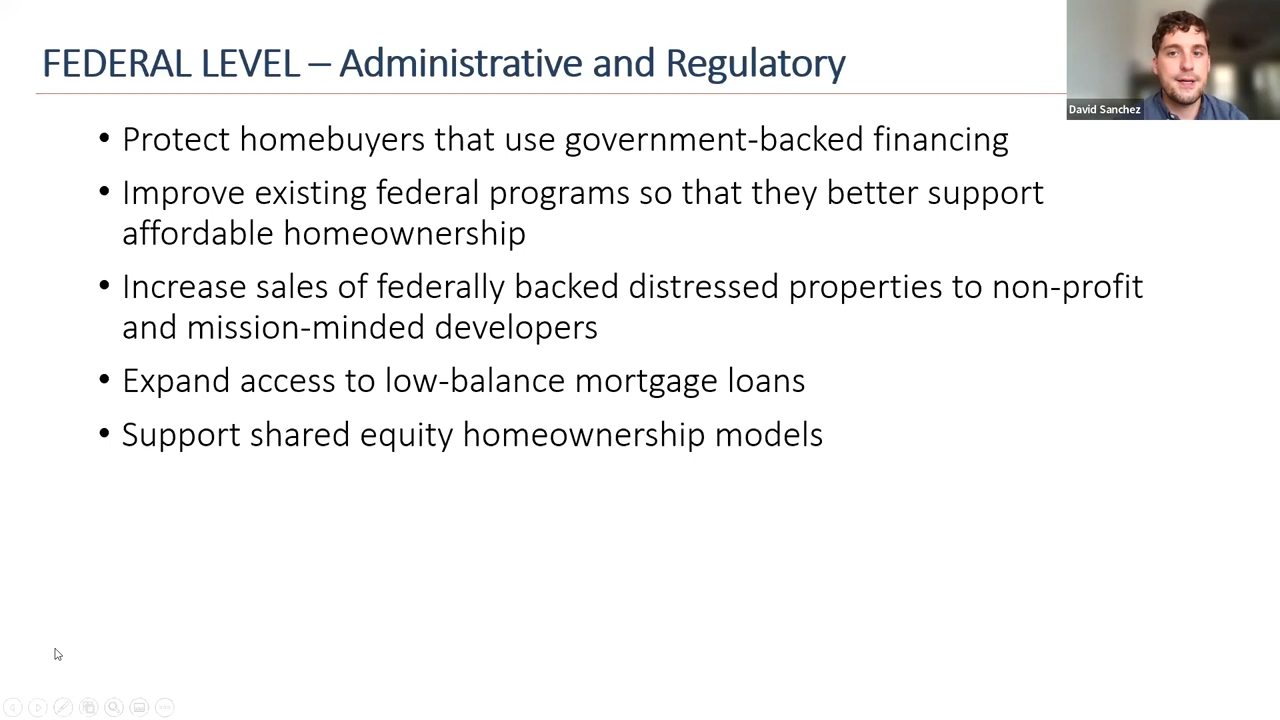 FEDERAL LEVEL – Administrative and Regulatory
David Sanchez
• Protect homebuyers that use government-backed financing
• Improve existing federal programs so that they better support
affordable homeownership
• Increase sales of federally backed distressed properties to non-profit
and mission-minded developers
• Expand access to low-balance mortgage loans
• Support shared equity homeownership models